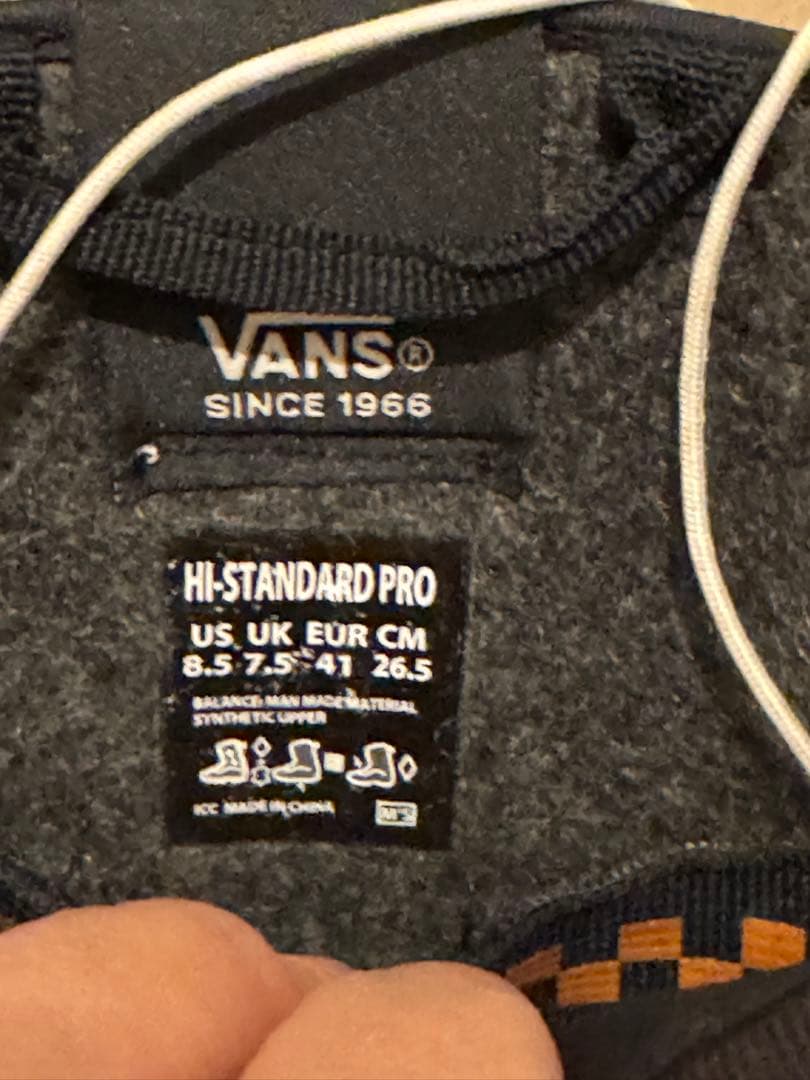 VANS®
SINCE 1966
HI-STANDARD PRO
US UK EUR CM
8.5 7.5 41 26.5
BALANCE: MAN MADE MATERIAL
SYNTHETIC UPPER
ICC MADE IN CHINA
M'S